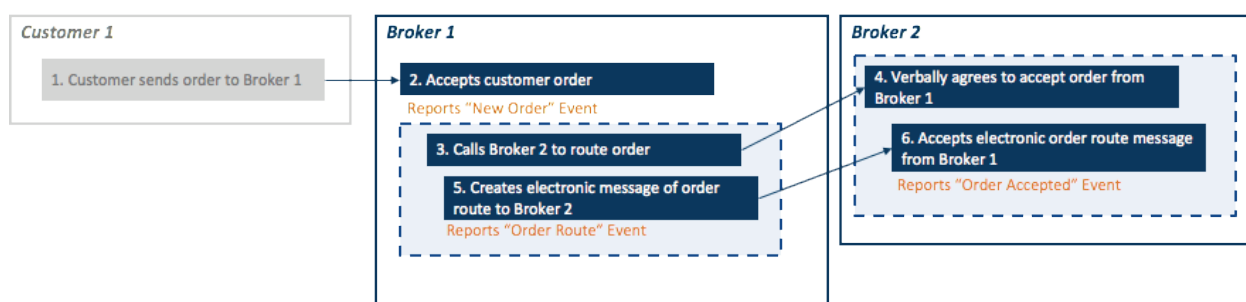 Customer 1
1. Customer sends order to Broker 1
Broker 1
2. Accepts customer order
Reports “New Order” Event
3. Calls Broker 2 to route order
5. Creates electronic message of order
route to Broker 2
Reports “Order Route” Event
Broker 2
4. Verbally agrees to accept order from
Broker 1
6. Accepts electronic order route message
from Broker 1
Reports “Order Accepted” Event